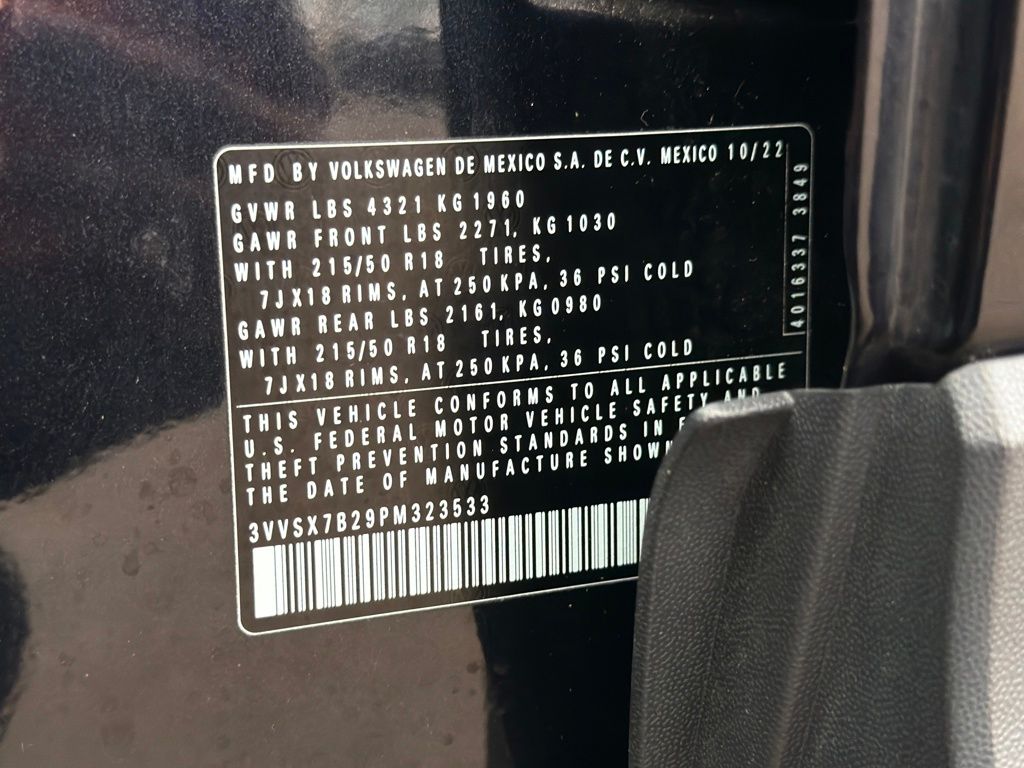 MFD BY VOLKSWAGEN DE MEXICO S.A. DE C.V. MEXICO 10/22
GVWR LBS 4321 KG 1960
GAWR FRONT LBS 2271, KG 1030
WITH 215/50 R18 TIRES,
7JX18 RIMS, AT 250 KPA, 36 PSI COLD
GAWR REAR LBS 2161, KG 0980
WITH 215/50 R18 TIRES,
7JX18 RIMS, AT 250 KPA, 36 PSI COLD
THIS VEHICLE CONFORMS TO ALL APPLICABLE
U.S. FEDERAL MOTOR VEHICLE SAFETY AND
THEFT PREVENTION STANDARDS IN
THE DATE OF MANUFACTURE SHOWN
3VVSX7B29PM323533
4016337 3849